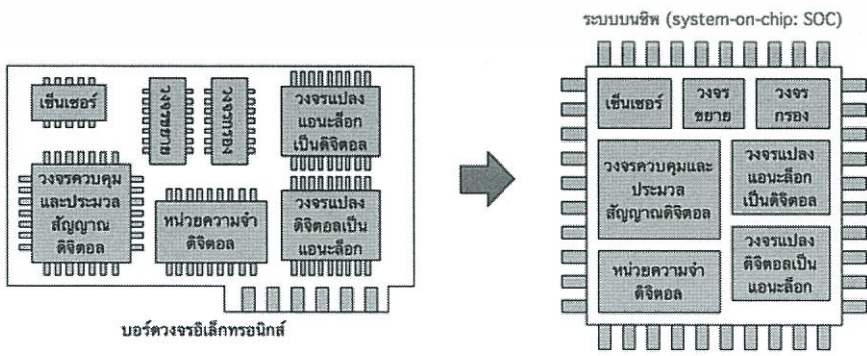 ระบบบนชิพ (system-on-chip: SOC)
เซ็นเซอร์
วงจรขยาย
วงจรกรอง
วงจรแปลง
แอนะล็อก
เป็นดิจิตอล
วงจรควบคุม
และประมวล
สัญญาณ
ดิจิตอล
หน่วยความจำ
ดิจิตอล
วงจรแปลง
ดิจิตอลเป็น
แอนะล็อก
บอร์ดวงจรอิเล็กทรอนิกส์
เซ็นเซอร์
วงจร
ขยาย
วงจร
กรอง
วงจรควบคุมและ
ประมวล
สัญญาณดิจิตอล
วงจรแปลง
แอนะล็อก
เป็นดิจิตอล
หน่วยความจำ
ดิจิตอล
วงจรแปลง
ดิจิตอลเป็น
แอนะล็อก